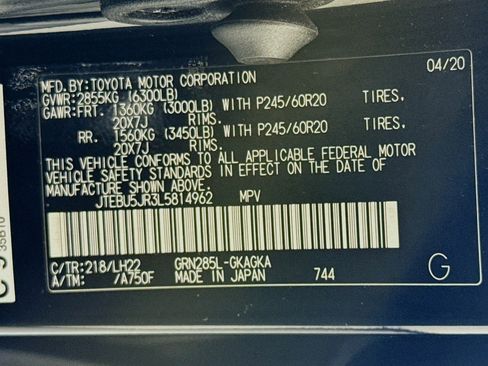 MFD.BY:TOYOTA MOTOR CORPORATION 04/20
GVWR:2855KG (6300LB)
GAWR:FRT. 1360KG (3000LB) WITH P245/60R20 TIRES.
20X7J RIMS.
RR. 1560KG (3450LB) WITH P245/60R20 TIRES.
20X7J RIMS.
THIS VEHICLE CONFORMS TO ALL APPLICABLE FEDERAL MOTOR
VEHICLE SAFETY STANDARDS IN EFFECT ON THE DATE OF
MANUFACTURE SHOWN ABOVE.
JTEBU5JR3L5814962 MPV
C/TR:218/LH22 GRN285L-GKAGKA
A/TM: /A750F MADE IN JAPAN 744 G